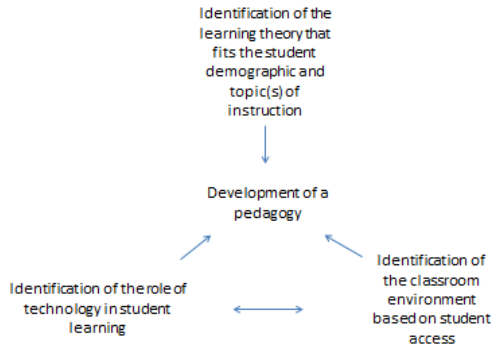 Identification of the
learning theory that
fits the student
demographic and
topic(s) of
instruction
Development of a
pedagogy
Identification of the role of
technology in student
learning
Identification of
the classroom
environment
based on student
access